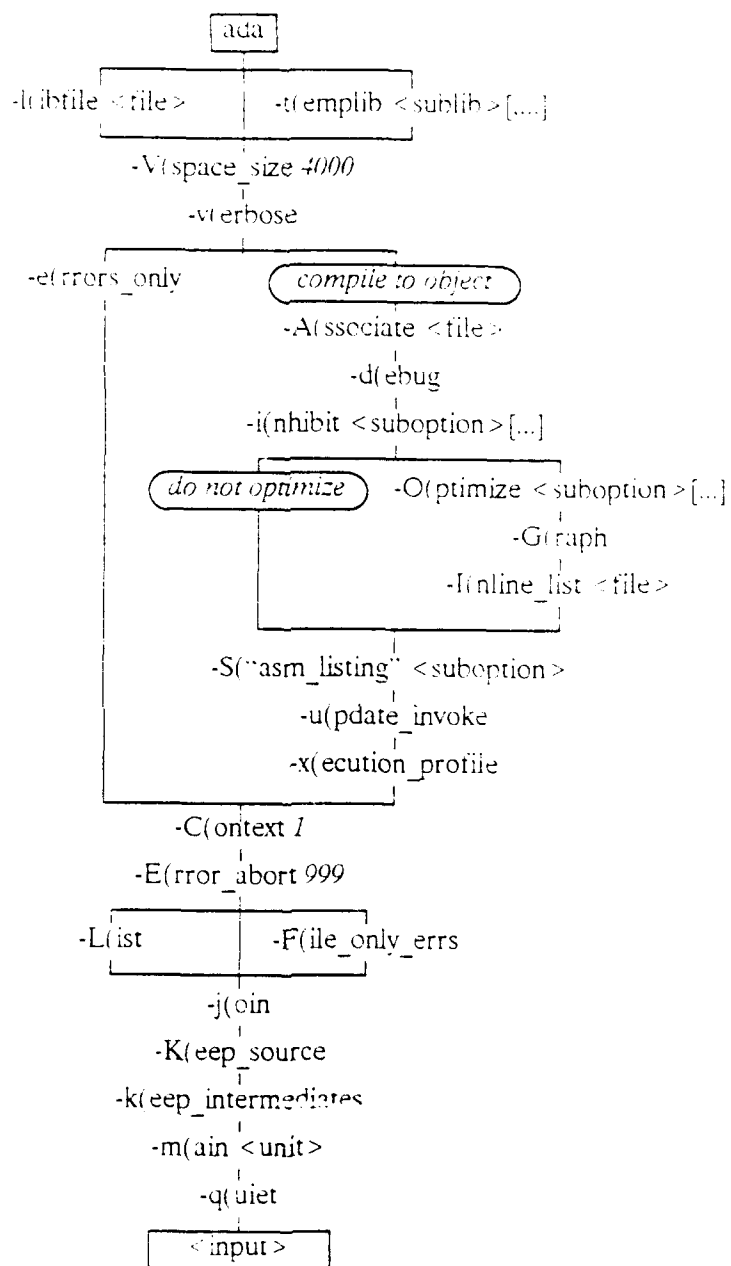 ada
-l(ibfile <file> -t(emplib <sublib>[,...]
-V(space_size 4000
-v(erbose
-e(rrors_only compile to object
-A(ssociate <file>
-d(ebug
-i(nhibit <suboption>[...]
do not optimize -O(ptimize <suboption>[...]
-G(raph
-I(nline_list <file>
-S("asm_listing" <suboption>
-u(pdate_invoke
-x(ecution_profile
-C(ontext 1
-E(rror_abort 999
-L(ist -F(ile_only_errs
-j(oin
-K(eep_source
-k(eep_intermediates
-m(ain <unit>
-q(uiet
<input>